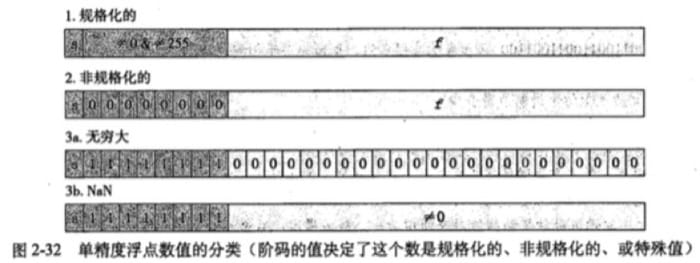 1. 规格化的
s ≠0 & ≠255 f
2. 非规格化的
s 0 0 0 0 0 0 0 0 f
3a. 无穷大
s 1 1 1 1 1 1 1 1 0 0 0 0 0 0 0 0 0 0 0 0 0 0 0 0 0 0 0 0 0 0 0
3b. NaN
s 1 1 1 1 1 1 1 1 ≠0
图 2-32 单精度浮点数值的分类（阶码的值决定了这个数是规格化的、非规格化的、或特殊值）